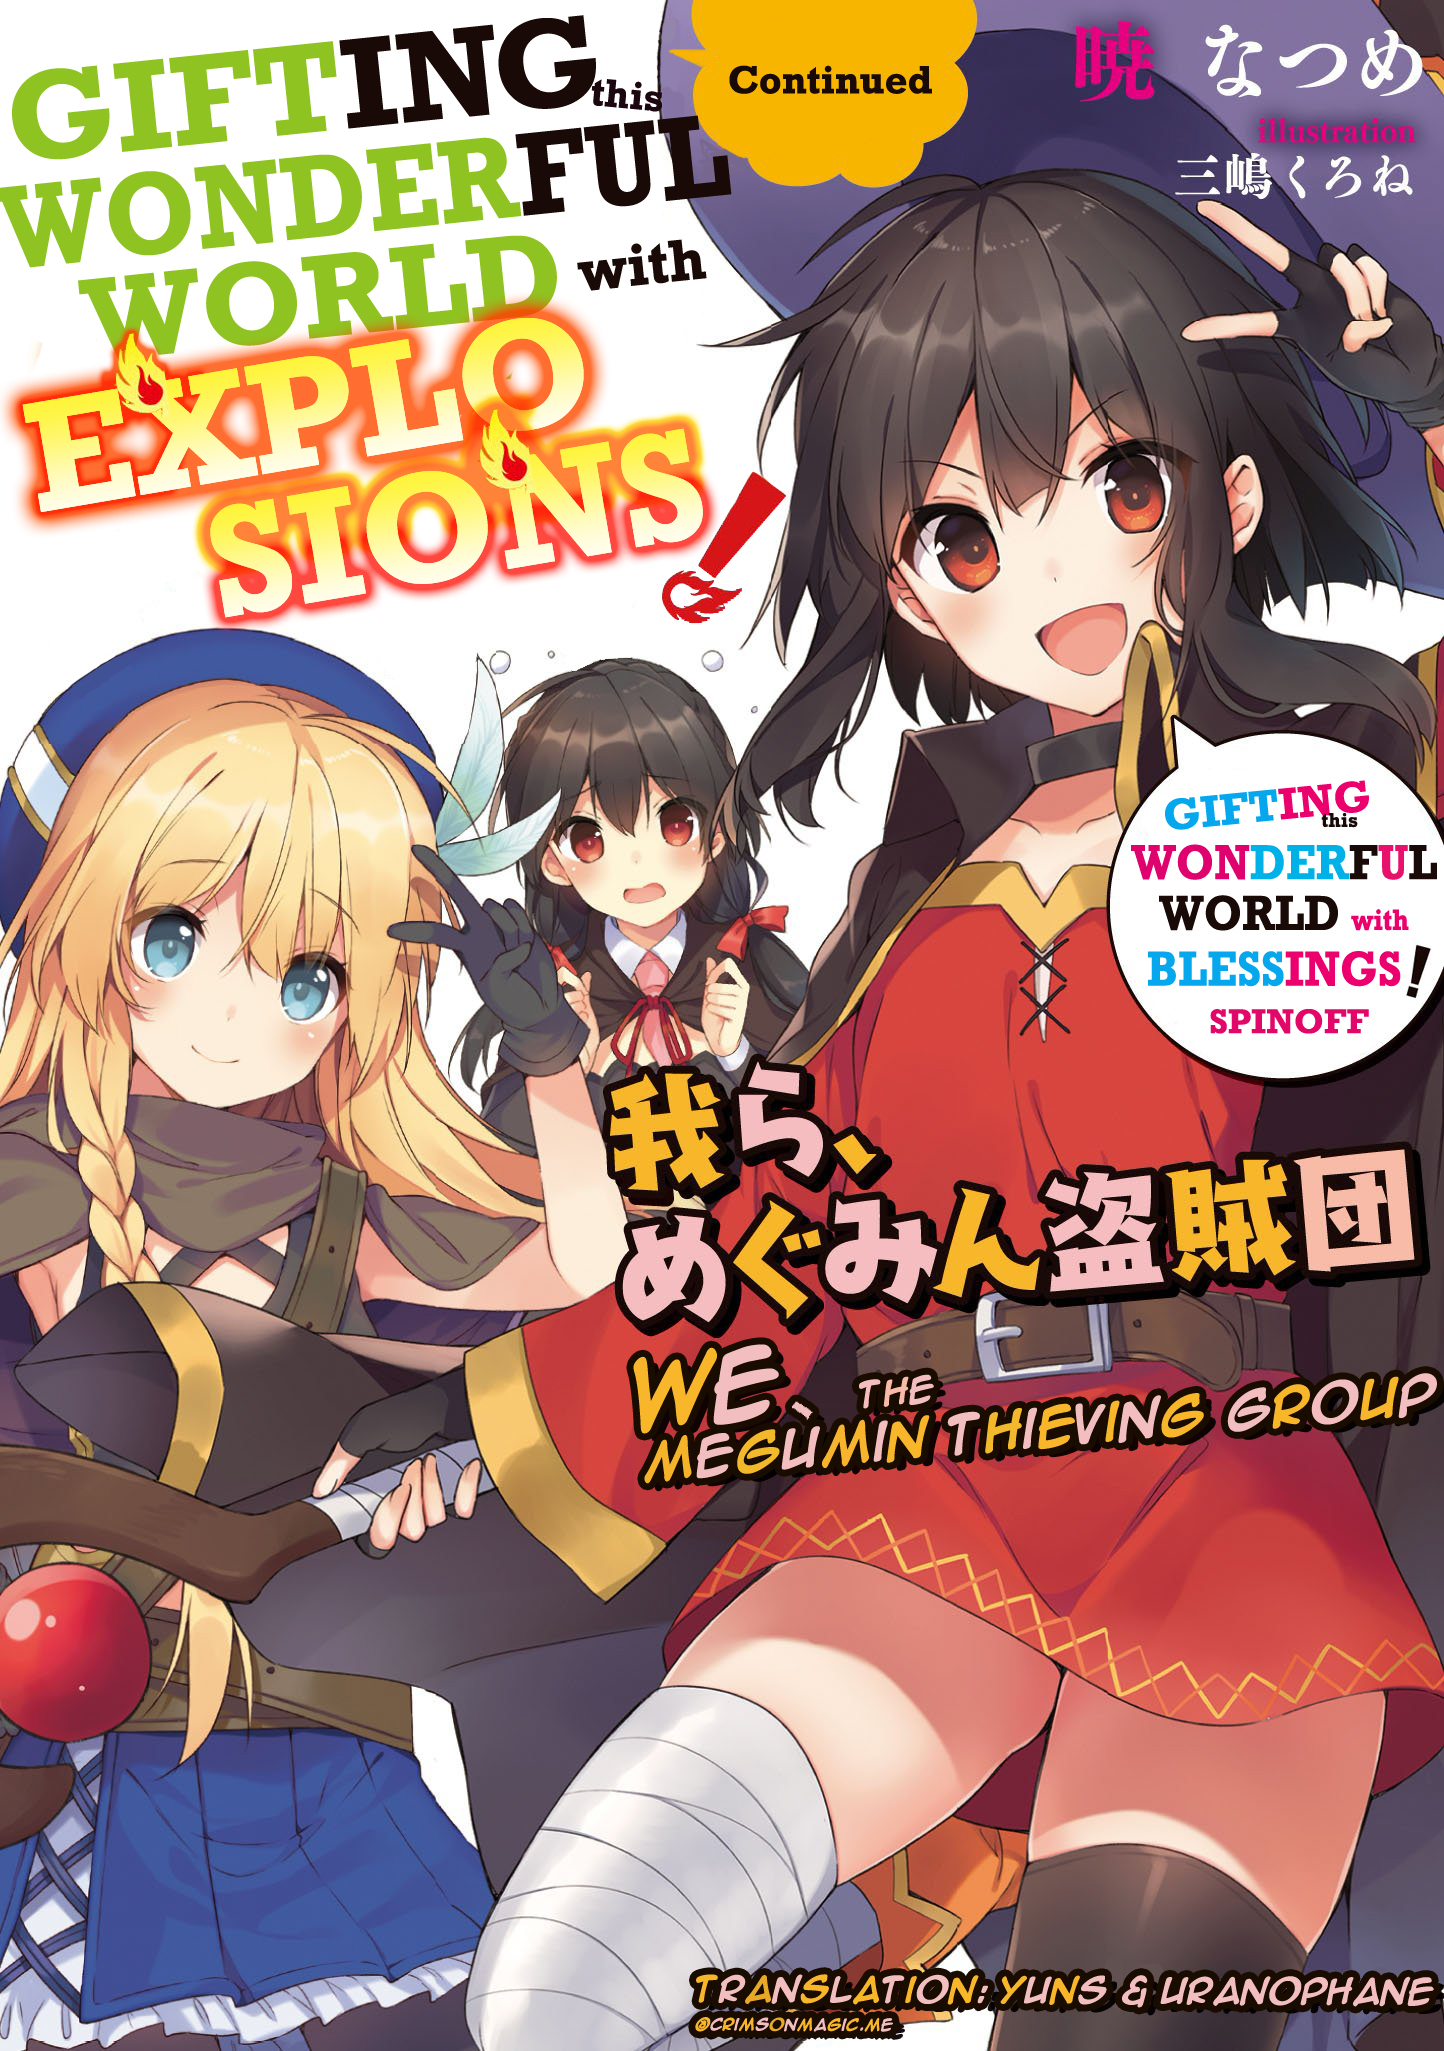 GIFTING this
WONDERFUL
WORLD with
EXPLO
SIONS!
Continued
暁 なつめ
illustration
三嶋くろね
GIFTING
this
WONDERFUL
WORLD with
BLESSINGS!
SPINOFF
我ら、
めぐみん盗賊団
WE、 THE
MEGUMIN THIEVING GROUP
TRANSLATION: YUNS & URANOPHANE
@CRIMSONMAGIC.ME